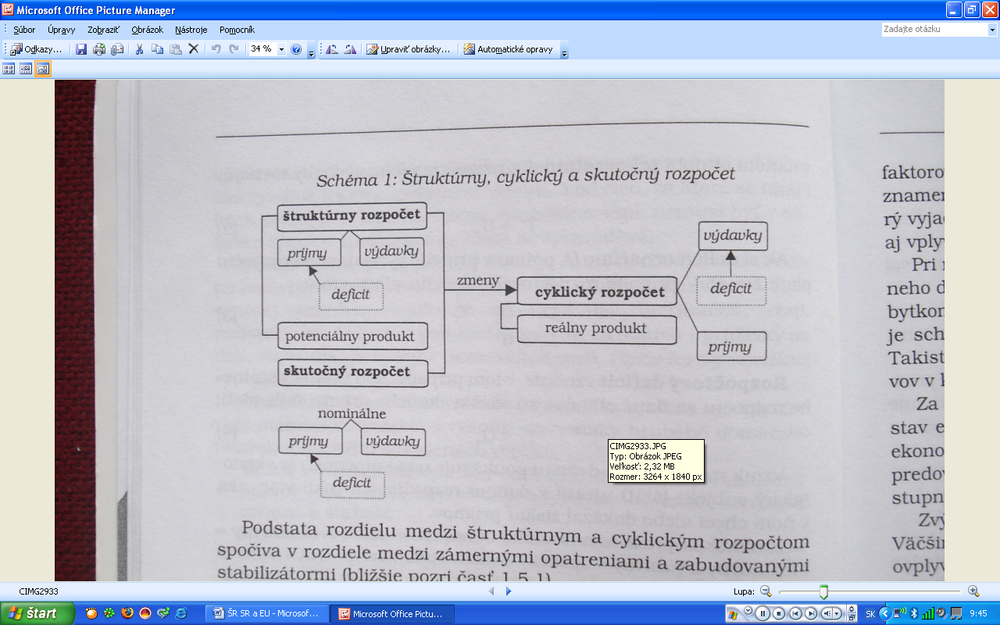 Microsoft Office Picture Manager
Súbor Úpravy Zobraziť Obrázok Nástroje Pomocník
Zadajte otázku
Odkazy... 34 % Upraviť obrázky... Automatické opravy
Schéma 1: Štruktúrny, cyklický a skutočný rozpočet
štruktúrny rozpočet
príjmy výdavky
deficit
potenciálny produkt
skutočný rozpočet
zmeny
cyklický rozpočet
reálny produkt
výdavky
deficit
príjmy
nominálne
príjmy výdavky
deficit
Podstata rozdielu medzi štruktúrnym a cyklickým rozpočtom
spočíva v rozdiele medzi zámernými opatreniami a zabudovanými
stabilizátormi (bližšie pozri časť 1.5.1)
faktoro
znamen
rý vyja
aj vply
Pri
neho d
bytkon
je sch
Takist
vov v
Za
stav e
ekono
predov
stupn
Zvý
Väčši
ovplyv
CIMG2933.JPG
Typ: Obrázok JPEG
Veľkosť: 2,32 MB
Rozmer: 3264 x 1840 px
CIMG2933
Lupa:
štart
ŠR SR a EU - Microsof...
Microsoft Office Pictu...
SK
9:45